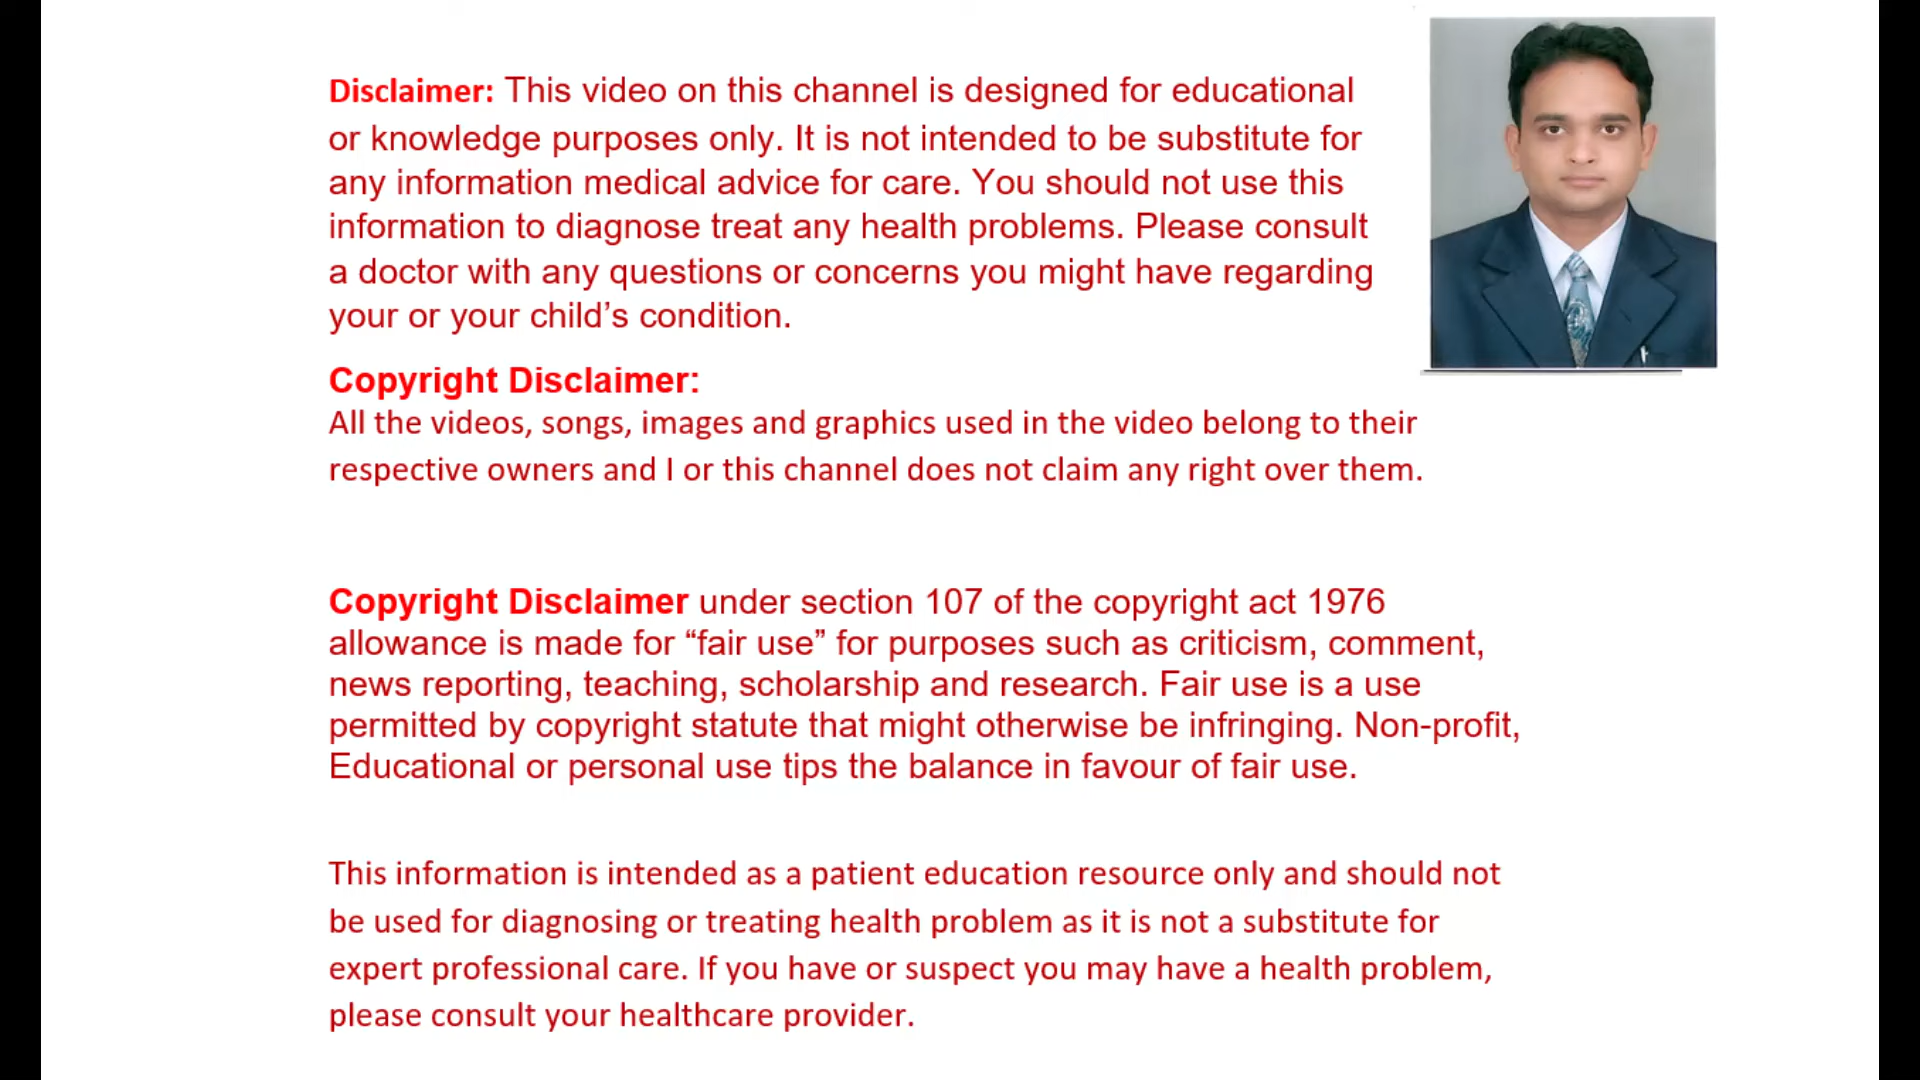 Disclaimer: This video on this channel is designed for educational
or knowledge purposes only. It is not intended to be substitute for
any information medical advice for care. You should not use this
information to diagnose treat any health problems. Please consult
a doctor with any questions or concerns you might have regarding
your or your child’s condition.
Copyright Disclaimer:
All the videos, songs, images and graphics used in the video belong to their
respective owners and I or this channel does not claim any right over them.
Copyright Disclaimer under section 107 of the copyright act 1976
allowance is made for “fair use” for purposes such as criticism, comment,
news reporting, teaching, scholarship and research. Fair use is a use
permitted by copyright statute that might otherwise be infringing. Non-profit,
Educational or personal use tips the balance in favour of fair use.
This information is intended as a patient education resource only and should not
be used for diagnosing or treating health problem as it is not a substitute for
expert professional care. If you have or suspect you may have a health problem,
please consult your healthcare provider.